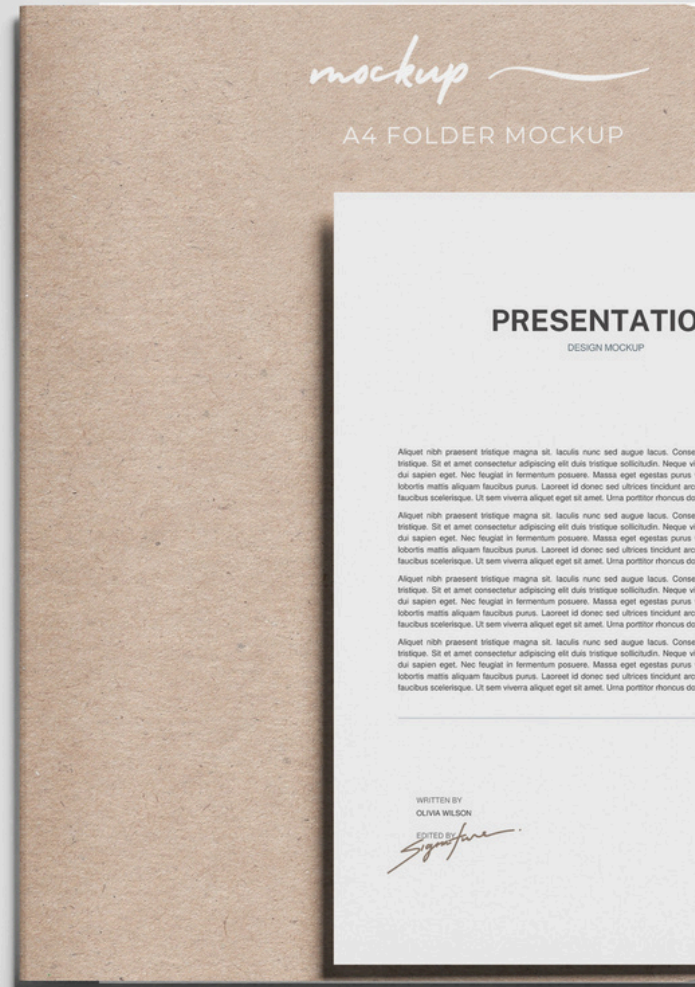 mockup
A4 FOLDER MOCKUP
PRESENTATIO
DESIGN MOCKUP
Aliquet nibh praesent tristique magna sit. Iaculis nunc sed augue lacus. Conse
tristique. Sit et amet consectetur adipiscing elit duis tristique sollicitudin. Neque vi
dui sapien eget. Nec feugiat in fermentum posuere. Massa eget egestas purus
lobortis mattis aliquam faucibus purus. Laoreet id donec sed ultrices tincidunt arc
faucibus scelerisque. Ut sem viverra aliquet eget sit amet. Urna porttitor rhoncus do
Aliquet nibh praesent tristique magna sit. Iaculis nunc sed augue lacus. Conse
tristique. Sit et amet consectetur adipiscing elit duis tristique sollicitudin. Neque vi
dui sapien eget. Nec feugiat in fermentum posuere. Massa eget egestas purus
lobortis mattis aliquam faucibus purus. Laoreet id donec sed ultrices tincidunt arc
faucibus scelerisque. Ut sem viverra aliquet eget sit amet. Urna porttitor rhoncus do
Aliquet nibh praesent tristique magna sit. Iaculis nunc sed augue lacus. Conse
tristique. Sit et amet consectetur adipiscing elit duis tristique sollicitudin. Neque vi
dui sapien eget. Nec feugiat in fermentum posuere. Massa eget egestas purus
lobortis mattis aliquam faucibus purus. Laoreet id donec sed ultrices tincidunt arc
faucibus scelerisque. Ut sem viverra aliquet eget sit amet. Urna porttitor rhoncus do
Aliquet nibh praesent tristique magna sit. Iaculis nunc sed augue lacus. Conse
tristique. Sit et amet consectetur adipiscing elit duis tristique sollicitudin. Neque vi
dui sapien eget. Nec feugiat in fermentum posuere. Massa eget egestas purus
lobortis mattis aliquam faucibus purus. Laoreet id donec sed ultrices tincidunt arc
faucibus scelerisque. Ut sem viverra aliquet eget sit amet. Urna porttitor rhoncus do
WRITTEN BY
OLIVIA WILSON
EDITED BY
Signature